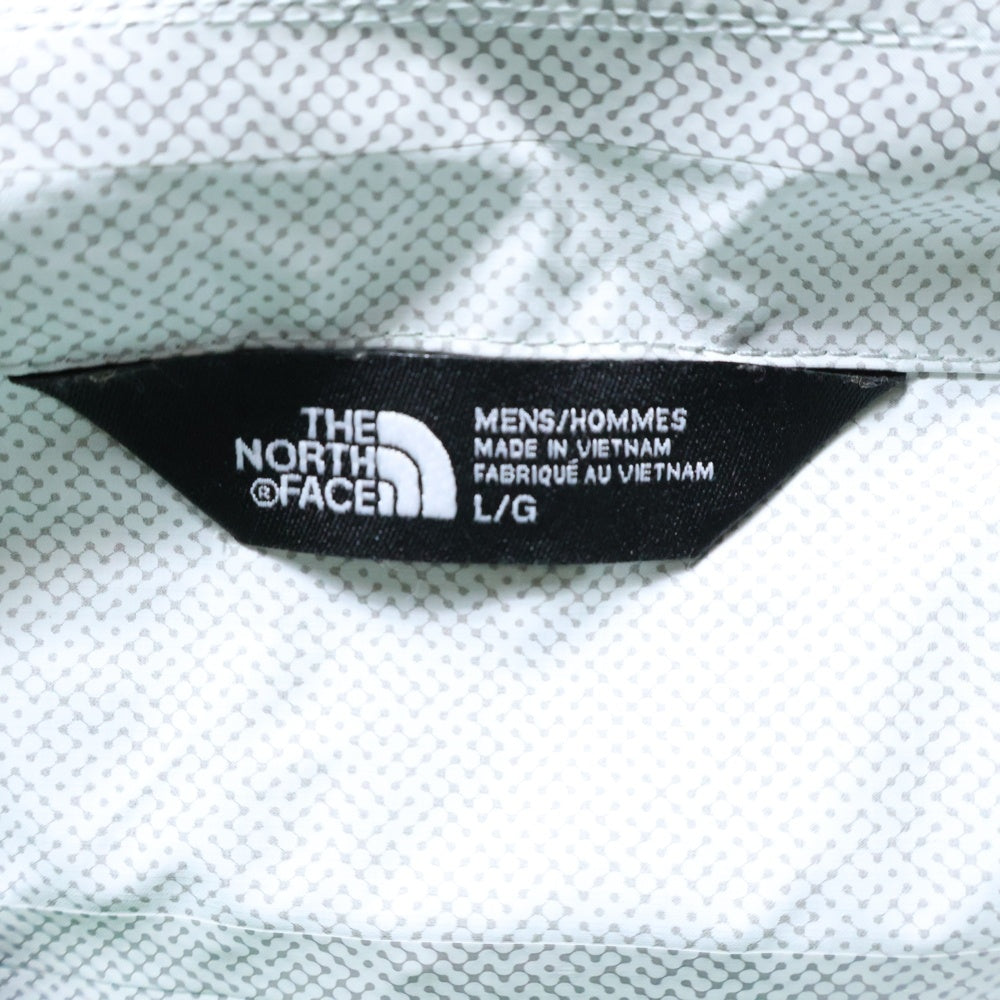 THE
NORTH
®FACE
MENS/HOMMES
MADE IN VIETNAM
FABRIQUÉ AU VIETNAM
L/G